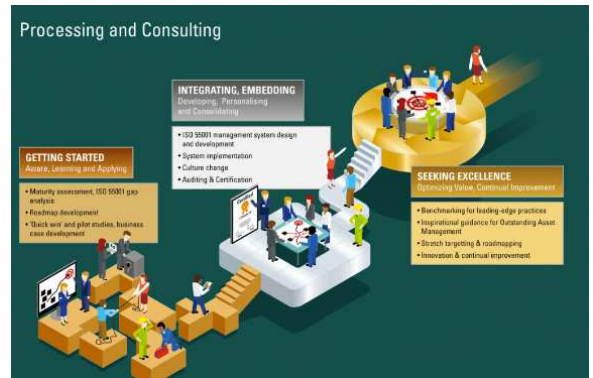 Processing and Consulting
INTEGRATING, EMBEDDING
Developing, Personalising
and Consolidating
• ISO 55001 management system design
and development
• System implementation
• Culture change
• Auditing & Certification
GETTING STARTED
Aware, Learning and Applying
• Maturity assessment, ISO 55001 gap
analysis
• Roadmap development
• 'Quick win' and pilot studies, business
case development
SEEKING EXCELLENCE
Optimizing Value, Continual Improvement
• Benchmarking for leading-edge practices
• Inspirational guidance for Outstanding Asset
Management
• Stretch targetting & roadmapping
• Innovation & continual improvement
Certified